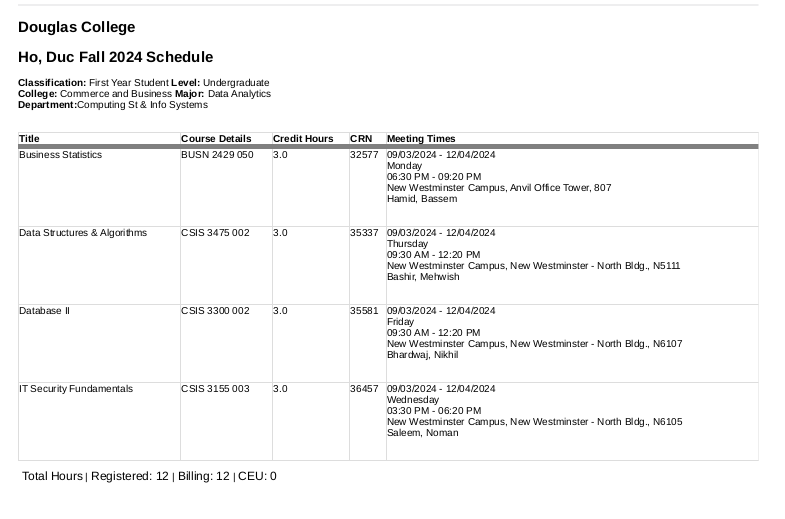 Douglas College
Ho, Duc Fall 2024 Schedule
Classification: First Year Student Level: Undergraduate
College: Commerce and Business Major: Data Analytics
Department:Computing St & Info Systems
Title Course Details Credit Hours CRN Meeting Times
Business Statistics BUSN 2429 050 3.0 32577 09/03/2024 - 12/04/2024
Monday
06:30 PM - 09:20 PM
New Westminster Campus, Anvil Office Tower, 807
Hamid, Bassem
Data Structures & Algorithms CSIS 3475 002 3.0 35337 09/03/2024 - 12/04/2024
Thursday
09:30 AM - 12:20 PM
New Westminster Campus, New Westminster - North Bldg., N5111
Bashir, Mehwish
Database II CSIS 3300 002 3.0 35581 09/03/2024 - 12/04/2024
Friday
09:30 AM - 12:20 PM
New Westminster Campus, New Westminster - North Bldg., N6107
Bhardwaj, Nikhil
IT Security Fundamentals CSIS 3155 003 3.0 36457 09/03/2024 - 12/04/2024
Wednesday
03:30 PM - 06:20 PM
New Westminster Campus, New Westminster - North Bldg., N6105
Saleem, Noman
Total Hours | Registered: 12 | Billing: 12 | CEU: 0